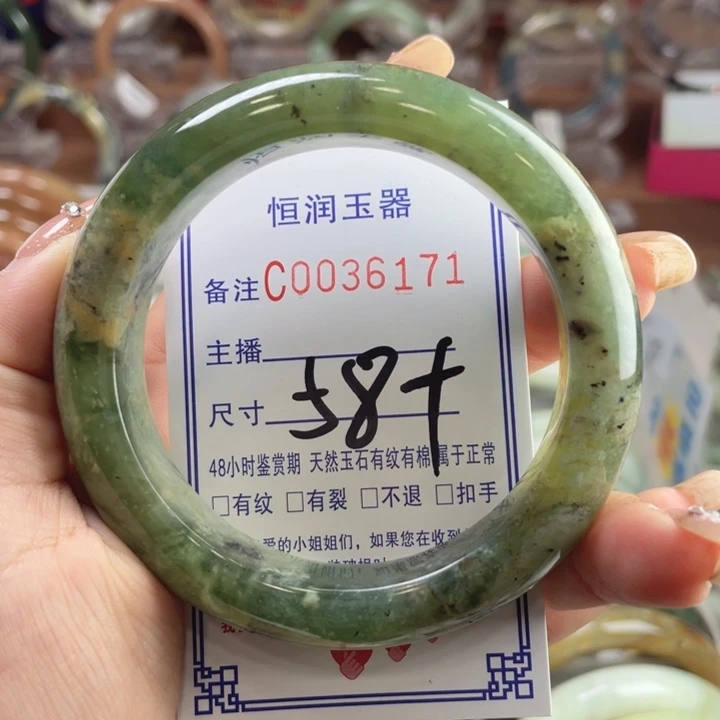 恒润玉器
备注C0036171
主播
尺寸 58+
48小时鉴赏期 天然玉石有纹有棉属于正常
□有纹 □有裂 □不退 □扣手
爱的小姐姐们，如果您在收到